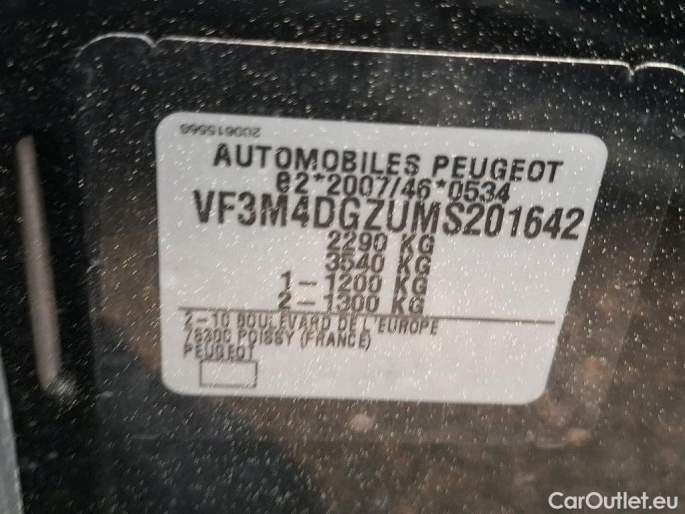 200615566
AUTOMOBILES PEUGEOT
e2*2007/46*0534
VF3M4DGZUMS201642
2290 KG
3540 KG
1 - 1200 KG
2 - 1300 KG
2-10 BOULEVARD DE L'EUROPE
78300 POISSY (FRANCE)
PEUGEOT
CarOutlet.eu